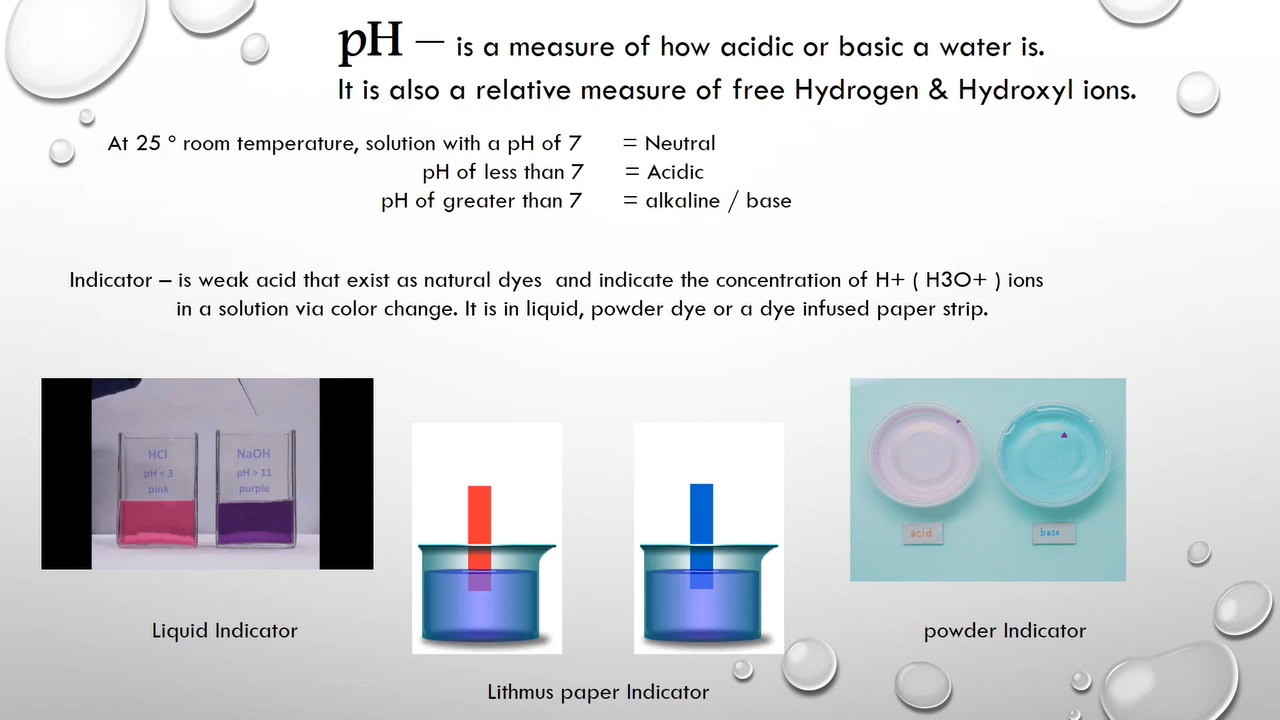 pH – is a measure of how acidic or basic a water is.
It is also a relative measure of free Hydrogen & Hydroxyl ions.
At 25 ° room temperature, solution with a pH of 7 = Neutral
pH of less than 7 = Acidic
pH of greater than 7 = alkaline / base
Indicator – is weak acid that exist as natural dyes and indicate the concentration of H+ ( H3O+ ) ions
in a solution via color change. It is in liquid, powder dye or a dye infused paper strip.
HCl
pH < 3
pink
NaOH
pH > 11
purple
acid
base
Liquid Indicator
powder Indicator
Lithmus paper Indicator